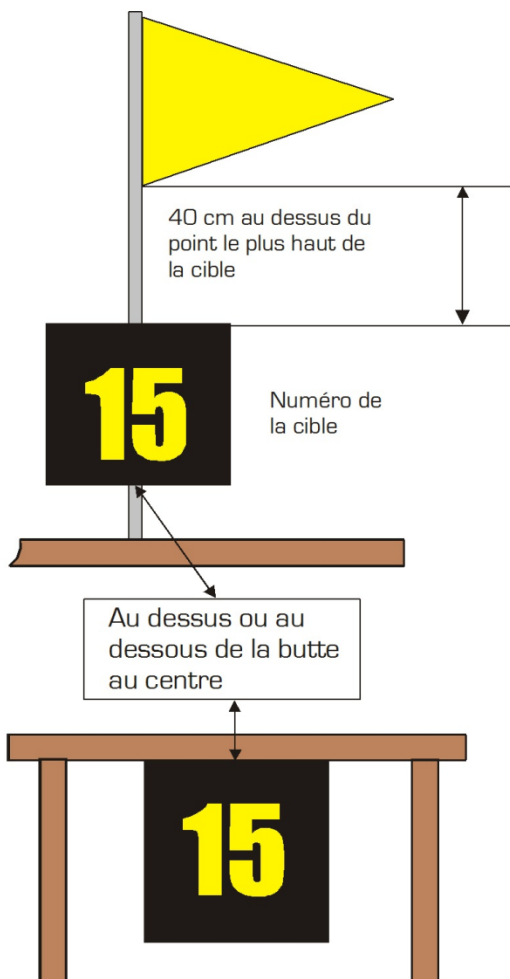 40 cm au dessus du
point le plus haut de
la cible
15
Numéro de
la cible
Au dessus ou au
dessous de la butte
au centre
15